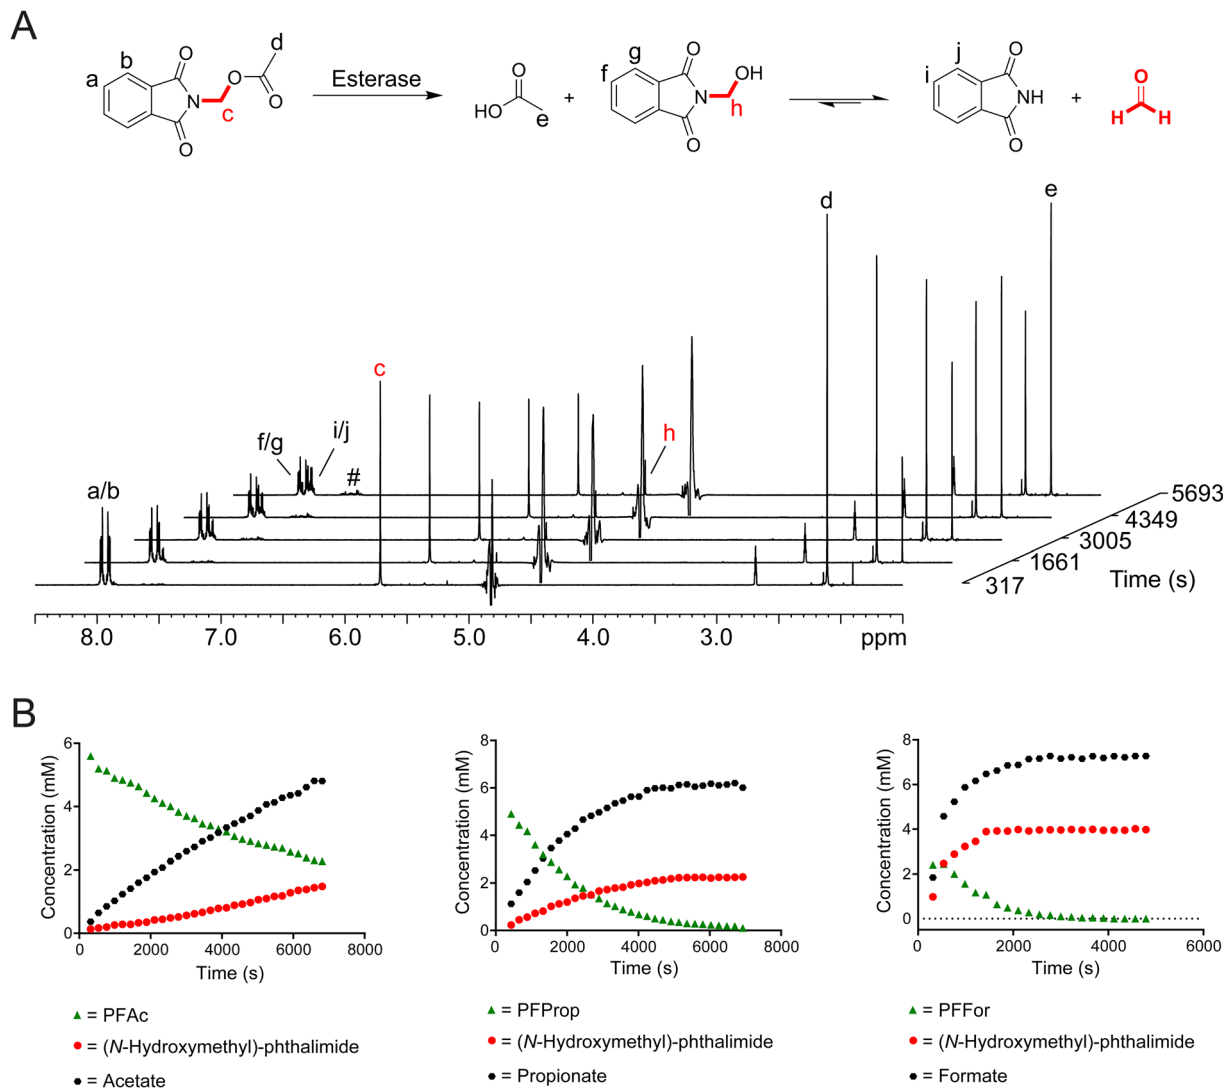 A
a
b
c
d
O
O
N
O
O
Esterase
O
HO
e
+
f
g
O
O
N
OH
h
i
j
O
O
NH
+
O
H
H
a/b
f/g
i/j
#
c
h
d
e
5693
4349
3005
1661
317
Time (s)
8.0 7.0 6.0 5.0 4.0 3.0 ppm
B
Concentration (mM)
6
4
2
0
0 2000 4000 6000 8000
Time (s)
= PFAc
= (N-Hydroxymethyl)-phthalimide
= Acetate
Concentration (mM)
8
6
4
2
0
0 2000 4000 6000 8000
Time (s)
= PFProp
= (N-Hydroxymethyl)-phthalimide
= Propionate
Concentration (mM)
8
6
4
2
0
0 2000 4000 6000
Time (s)
= PFFor
= (N-Hydroxymethyl)-phthalimide
= Formate